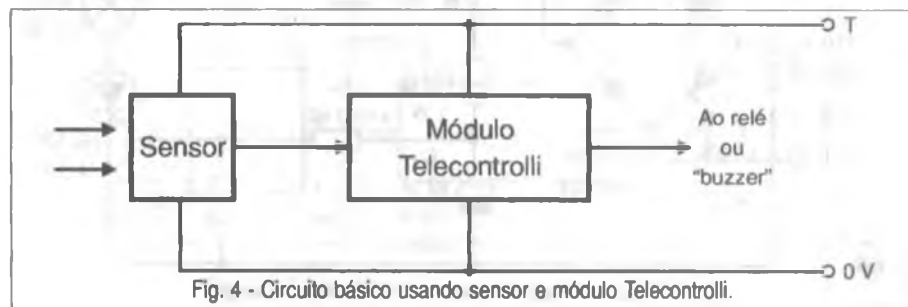 T
Sensor
Módulo
Telecontrolli
Ao relé
ou
"buzzer"
0 V
Fig. 4 - Circuito básico usando sensor e módulo Telecontrolli.